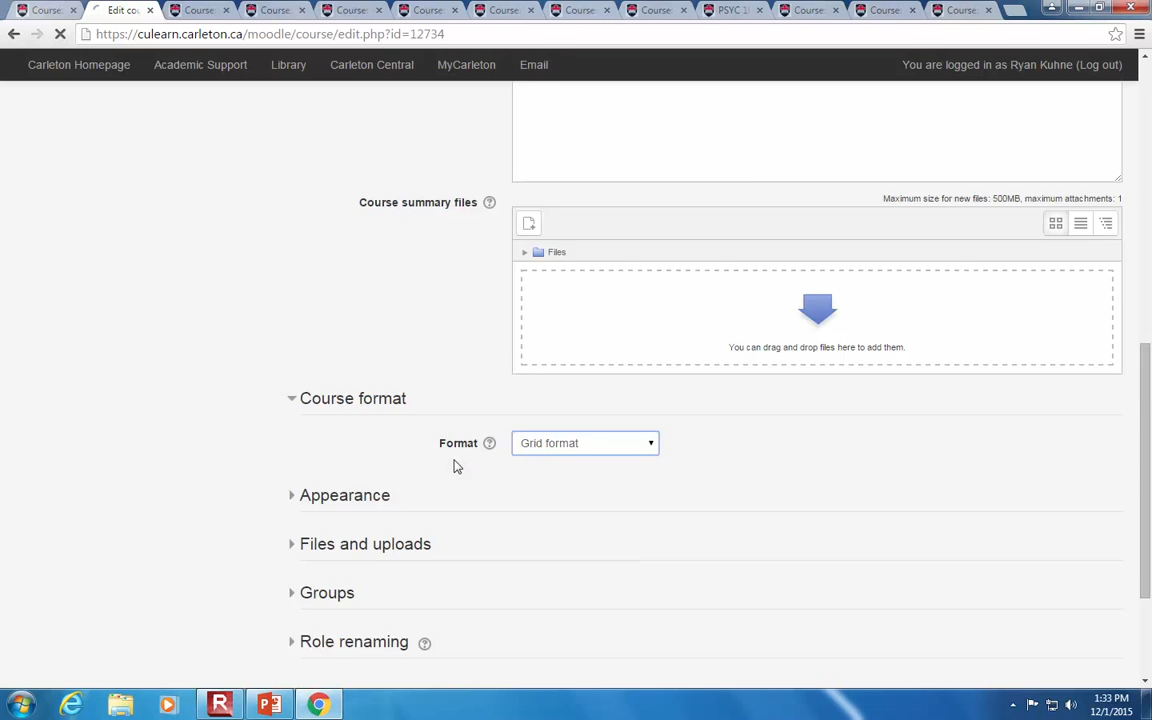 Course: Edit co Course: Course: Course: Course: Course: Course: Course: PSYC 1 Course: Course: Course:
https://culearn.carleton.ca/moodle/course/edit.php?id=12734
Carleton Homepage Academic Support Library Carleton Central MyCarleton Email You are logged in as Ryan Kuhne (Log out)
Course summary files Maximum size for new files: 500MB, maximum attachments: 1
Files
You can drag and drop files here to add them.
Course format
Format Grid format
Appearance
Files and uploads
Groups
Role renaming
1:33 PM
12/1/2015